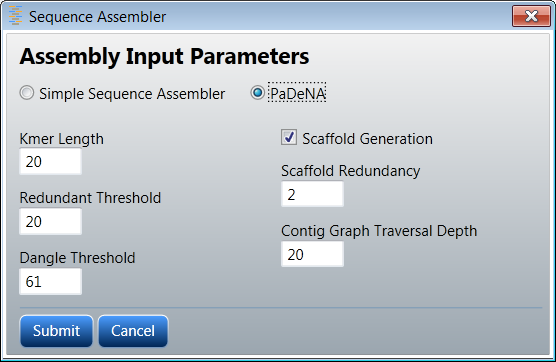 Sequence Assembler
Assembly Input Parameters
Simple Sequence Assembler
PaDeNA
Kmer Length
20
Redundant Threshold
20
Dangle Threshold
61
Scaffold Generation
Scaffold Redundancy
2
Contig Graph Traversal Depth
20
Submit
Cancel